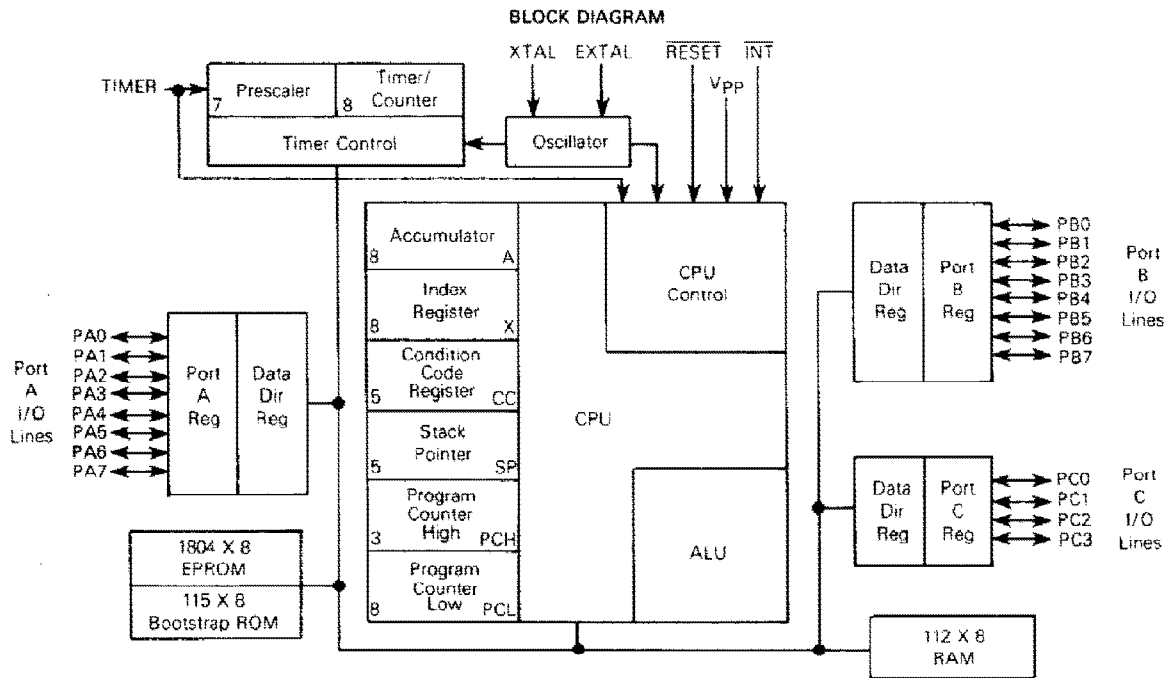 BLOCK DIAGRAM
XTAL EXTAL RESET INT
VPP
TIMER
Prescaler
7
Timer/
Counter
8
Timer Control
Oscillator
Accumulator
8 A
Index
Register
8 X
Condition
Code
Register
5 CC
Stack
Pointer
5 SP
Program
Counter
High
3 PCH
Program
Counter
Low
8 PCL
CPU
Control
CPU
ALU
Port
A
I/O
Lines
PA0
PA1
PA2
PA3
PA4
PA5
PA6
PA7
Port
A
Reg
Data
Dir
Reg
1804 X 8
EPROM
115 X 8
Bootstrap ROM
Data
Dir
Reg
Port
B
Reg
PB0
PB1
PB2
PB3
PB4
PB5
PB6
PB7
Port
B
I/O
Lines
Data
Dir
Reg
Port
C
Reg
PC0
PC1
PC2
PC3
Port
C
I/O
Lines
112 X 8
RAM